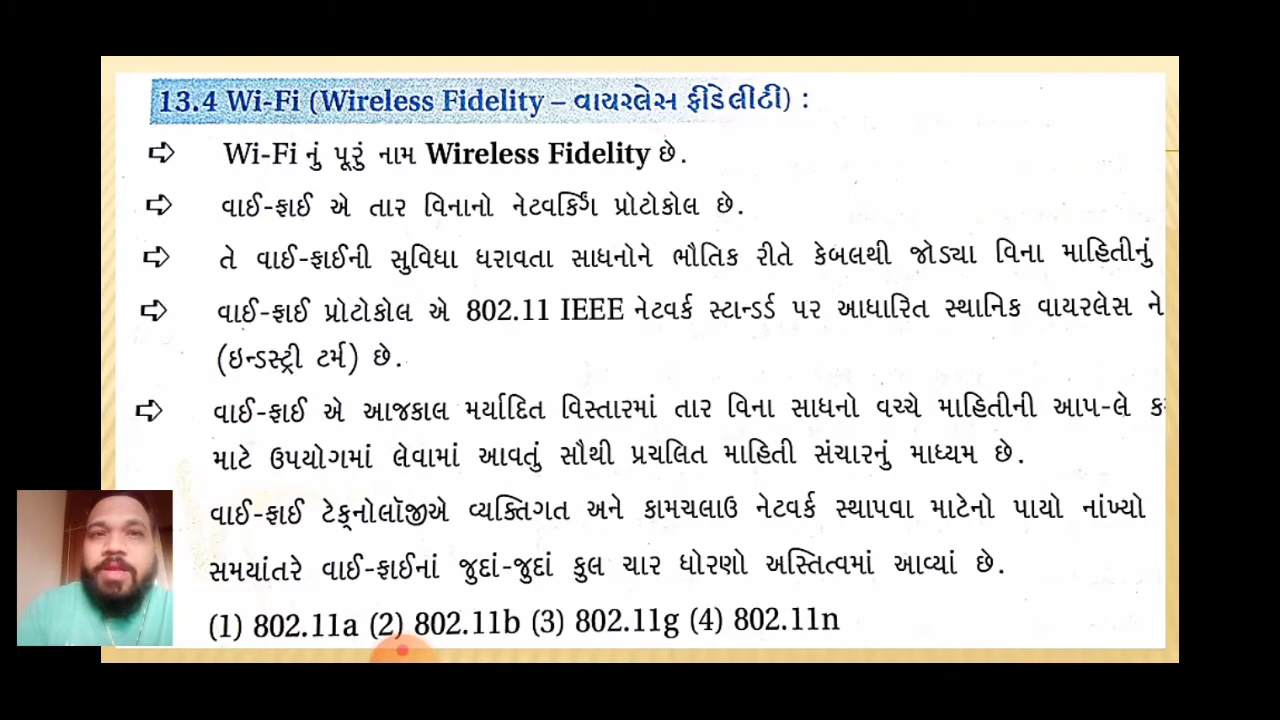 13.4 Wi-Fi (Wireless Fidelity – વાયરલેસ ફીડેલીટી) :
Wi-Fi નું પૂરું નામ Wireless Fidelity છે.
વાઈ-ફાઈ એ તાર વિનાનો નેટવર્કિંગ પ્રોટોકોલ છે.
તે વાઈ-ફાઈની સુવિધા ધરાવતા સાધનોને ભૌતિક રીતે કેબલથી જોડ્યા વિના માહિતીનું
વાઈ-ફાઈ પ્રોટોકોલ એ 802.11 IEEE નેટવર્ક સ્ટાન્ડર્ડ પર આધારિત સ્થાનિક વાયરલેસ ને
(ઇન્ડસ્ટ્રી ટર્મ) છે.
વાઈ-ફાઈ એ આજકાલ મર્યાદિત વિસ્તારમાં તાર વિના સાધનો વચ્ચે માહિતીની આપ-લે
માટે ઉપયોગમાં લેવામાં આવતું સૌથી પ્રચલિત માહિતી સંચારનું માધ્યમ છે.
વાઈ-ફાઈ ટેક્નોલૉજીએ વ્યક્તિગત અને કામચલાઉ નેટવર્ક સ્થાપવા માટેનો પાયો નાંખ્યો
સમયાંતરે વાઈ-ફાઈનાં જુદાં-જુદાં કુલ ચાર ધોરણો અસ્તિત્વમાં આવ્યાં છે.
(1) 802.11a (2) 802.11b (3) 802.11g (4) 802.11n